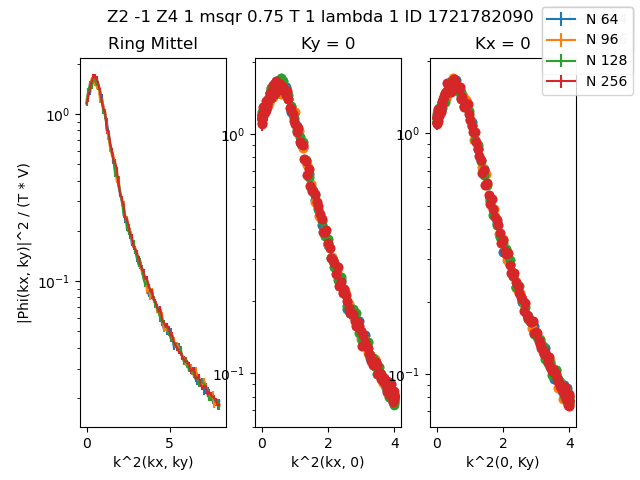 Z2 -1 Z4 1 msqr 0.75 T 1 lambda 1 ID 1721782090
N 64
N 96
N 128
N 256
Ring Mittel
Ky = 0
Kx = 0
|Phi(kx, ky)|^2 / (T * V)
10^0
10^-1
0
5
k^2(kx, ky)
10^0
10^-1
0
2
4
k^2(kx, 0)
10^0
10^-1
0
2
4
k^2(0, Ky)